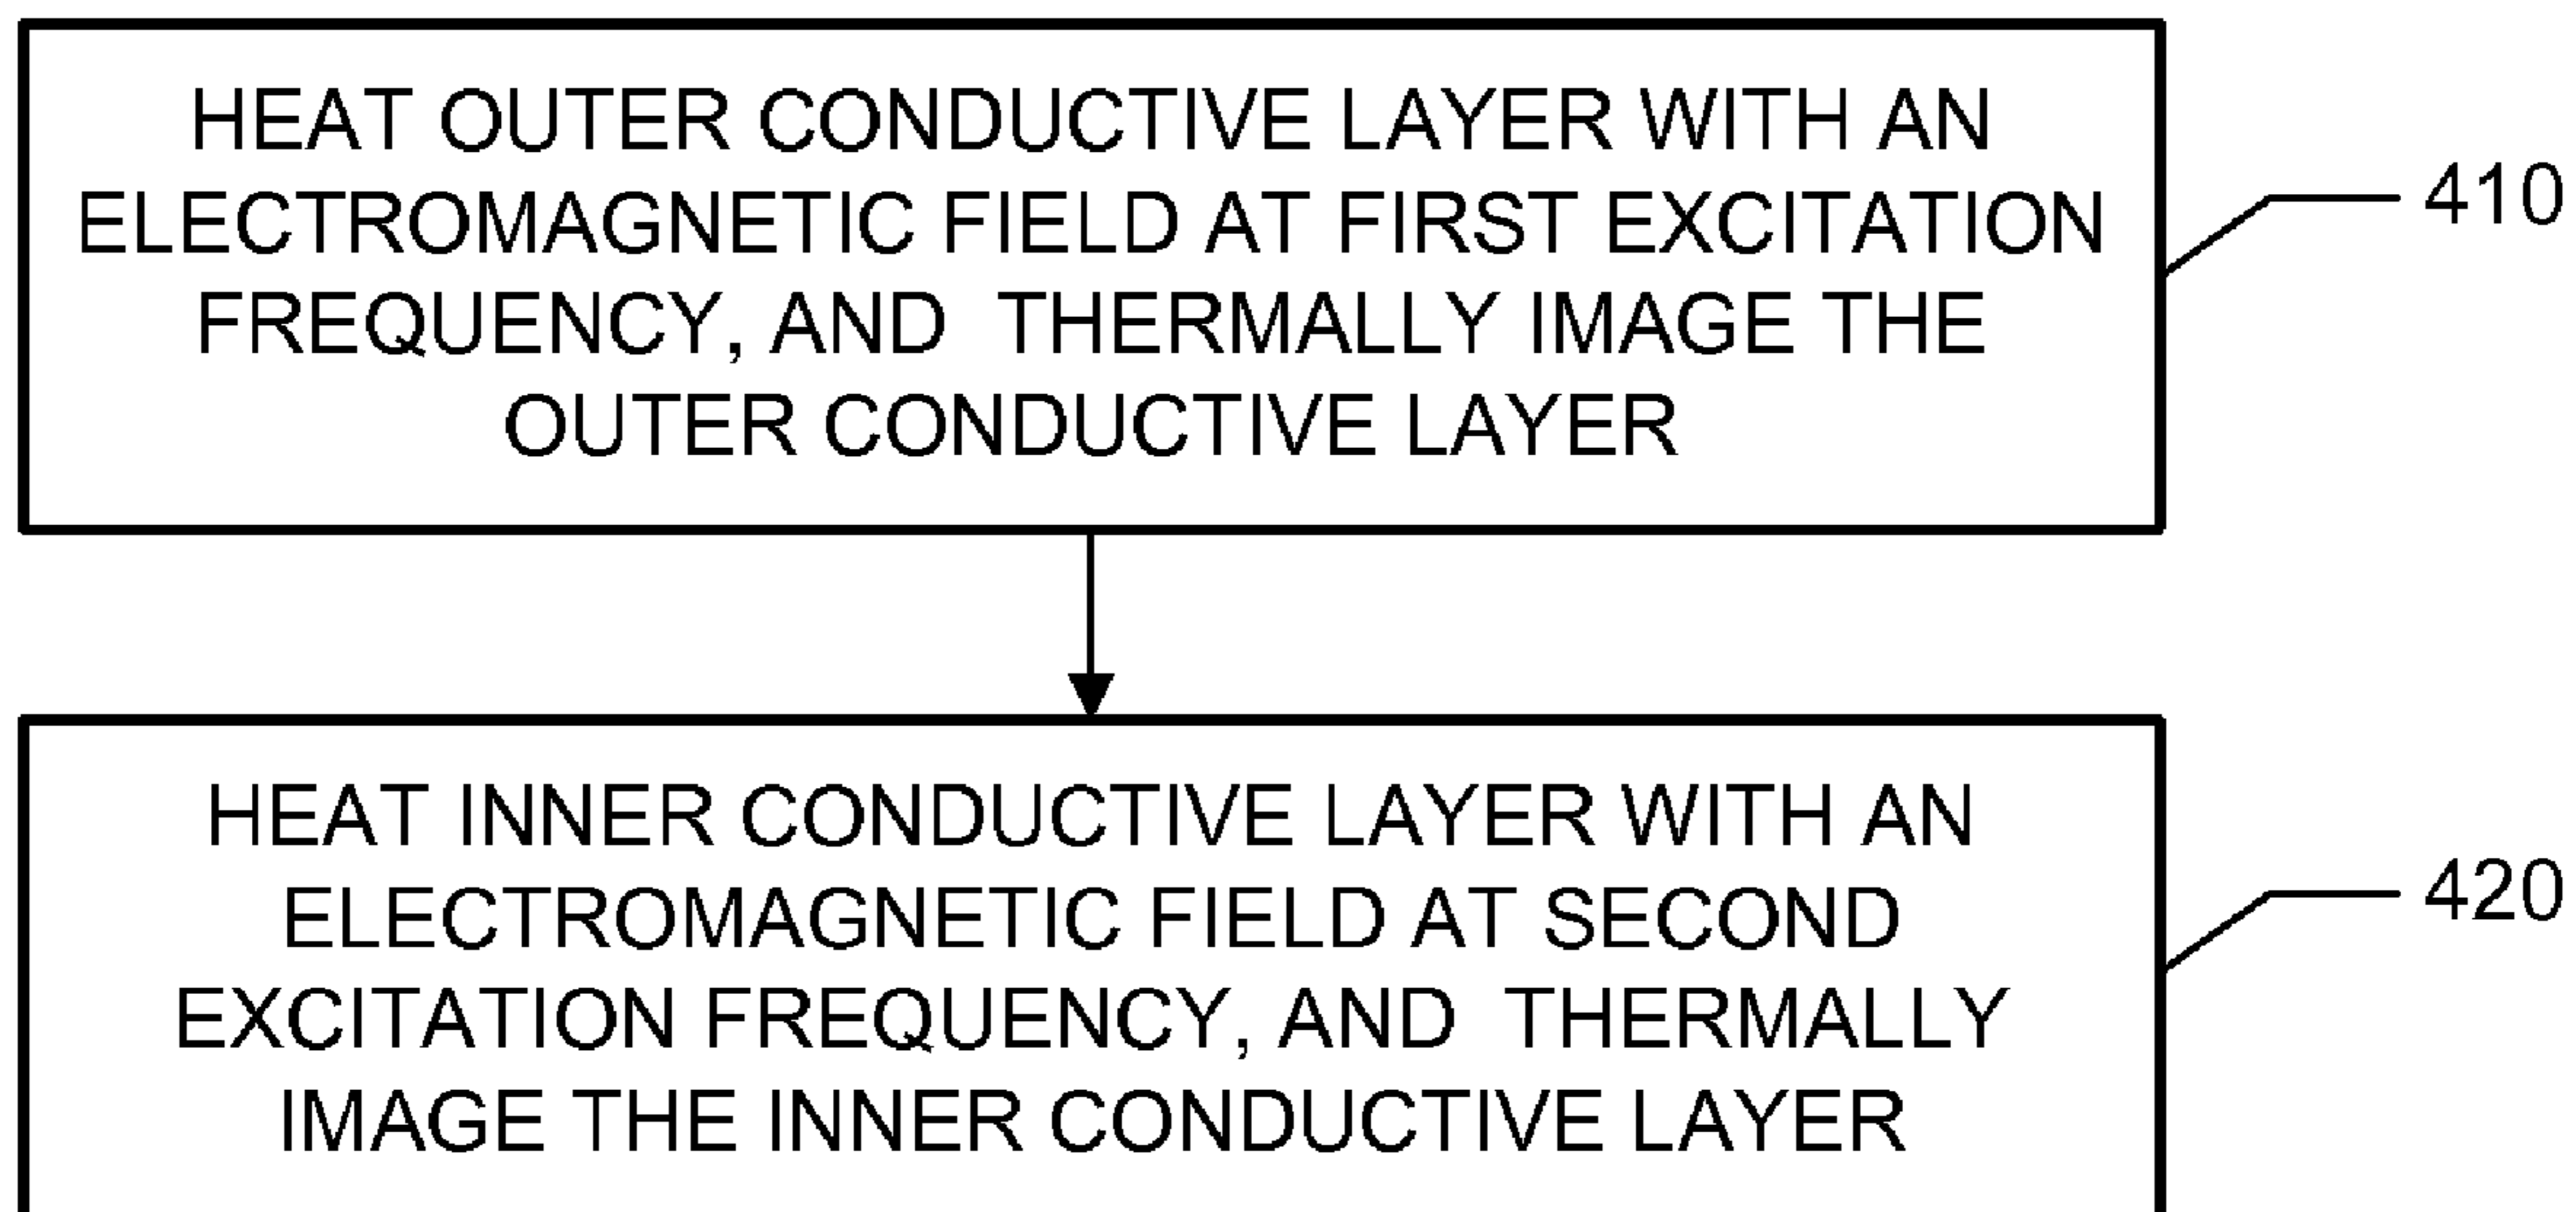 HEAT OUTER CONDUCTIVE LAYER WITH AN
ELECTROMAGNETIC FIELD AT FIRST EXCITATION
FREQUENCY, AND THERMALLY IMAGE THE
OUTER CONDUCTIVE LAYER
410
HEAT INNER CONDUCTIVE LAYER WITH AN
ELECTROMAGNETIC FIELD AT SECOND
EXCITATION FREQUENCY, AND THERMALLY
IMAGE THE INNER CONDUCTIVE LAYER
420